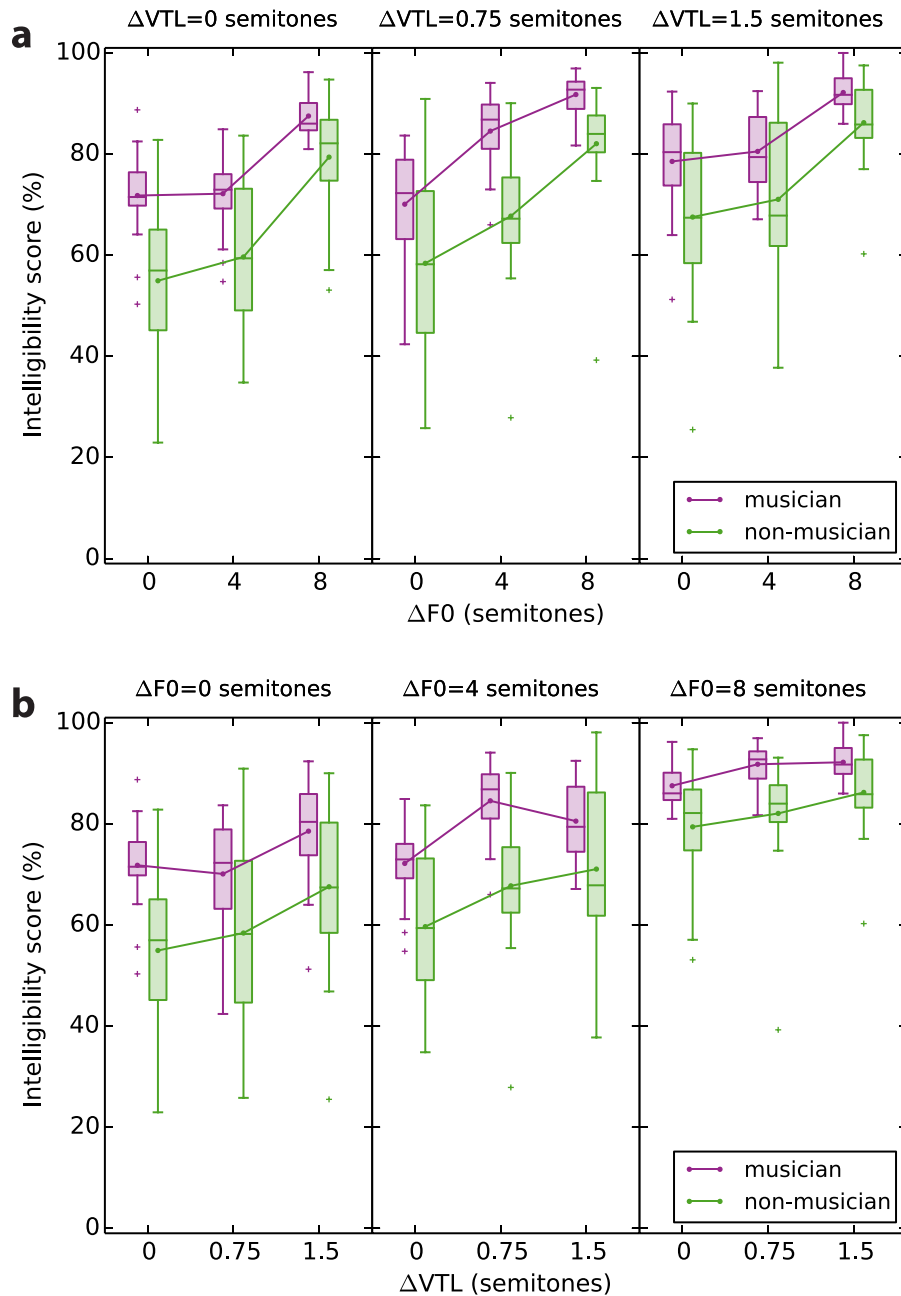 a
ΔVTL=0 semitones ΔVTL=0.75 semitones ΔVTL=1.5 semitones
100
80
60
40
20
0
Intelligibility score (%)
musician
non-musician
0 4 8 0 4 8 0 4 8
ΔF0 (semitones)
b
ΔF0=0 semitones ΔF0=4 semitones ΔF0=8 semitones
100
80
60
40
20
0
Intelligibility score (%)
musician
non-musician
0 0.75 1.5 0 0.75 1.5 0 0.75 1.5
ΔVTL (semitones)